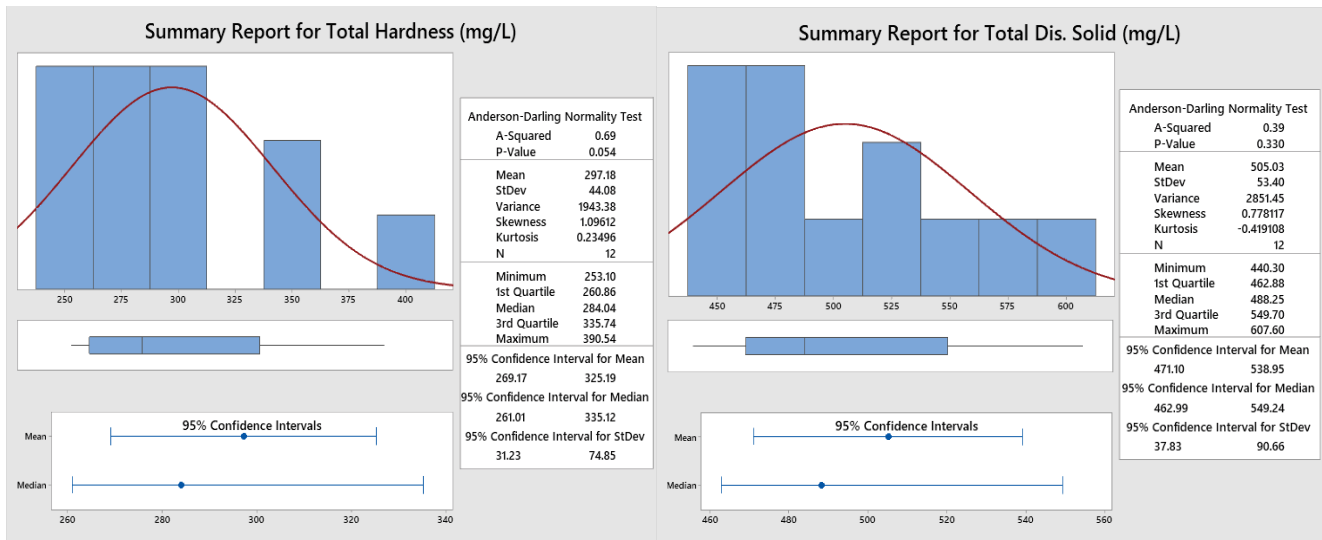 Summary Report for Total Hardness (mg/L)
250 275 300 325 350 375 400
Anderson-Darling Normality Test
A-Squared 0.69
P-Value 0.054
Mean 297.18
StDev 44.08
Variance 1943.38
Skewness 1.09612
Kurtosis 0.23496
N 12
Minimum 253.10
1st Quartile 260.86
Median 284.04
3rd Quartile 335.74
Maximum 390.54
95% Confidence Interval for Mean
269.17 325.19
95% Confidence Interval for Median
261.01 335.12
95% Confidence Interval for StDev
31.23 74.85
95% Confidence Intervals
Mean
Median
260 280 300 320 340
Summary Report for Total Dis. Solid (mg/L)
450 475 500 525 550 575 600
Anderson-Darling Normality Test
A-Squared 0.39
P-Value 0.330
Mean 505.03
StDev 53.40
Variance 2851.45
Skewness 0.778117
Kurtosis -0.419108
N 12
Minimum 440.30
1st Quartile 462.88
Median 488.25
3rd Quartile 549.70
Maximum 607.60
95% Confidence Interval for Mean
471.10 538.95
95% Confidence Interval for Median
462.99 549.24
95% Confidence Interval for StDev
37.83 90.66
95% Confidence Intervals
Mean
Median
460 480 500 520 540 560